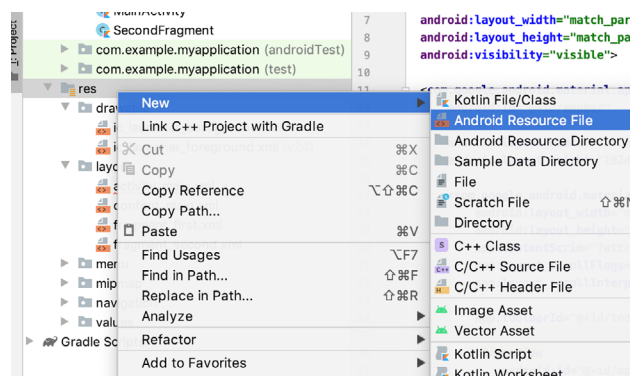 MainActivity
SecondFragment
com.example.myapplication (androidTest)
com.example.myapplication (test)
res
layo
menu
Gradle Sc
7
8
9
10
11
android:layout_width="match_par
android:layout_height="match_pa
android:visibility="visible">
New
Link C++ Project with Gradle
Cut ⌘X
Copy ⌘C
Copy Reference ⌥⇧⌘C
Copy Path...
Paste ⌘V
Find Usages ⌥F7
Find in Path... ⇧⌘F
Replace in Path... ⇧⌘R
Analyze
Refactor
Add to Favorites
Kotlin File/Class
Android Resource File
Android Resource Directory
Sample Data Directory
File
Scratch File ⇧⌘N
Directory
C++ Class
C/C++ Source File
C/C++ Header File
Image Asset
Vector Asset
Kotlin Script
Kotlin Worksheet